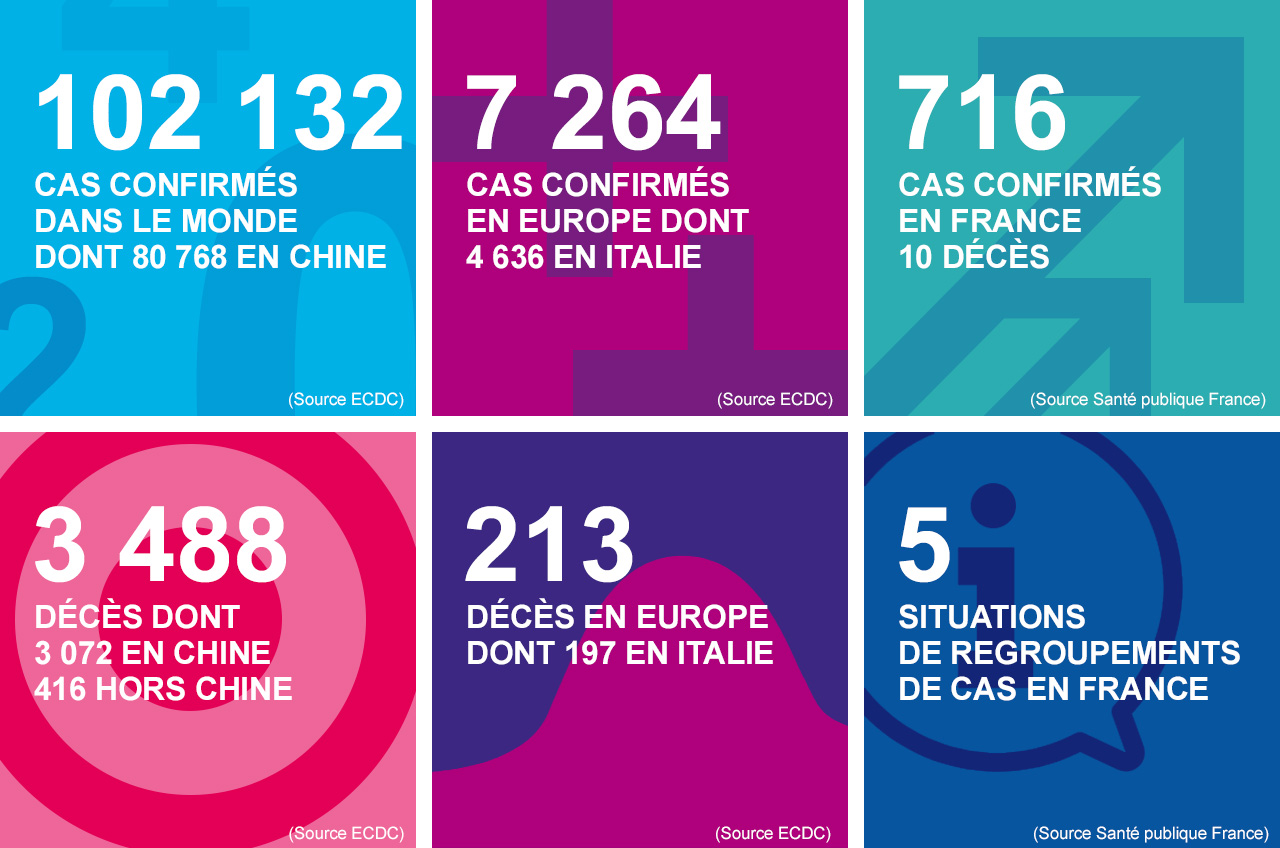 102 132
CAS CONFIRMÉS
DANS LE MONDE
DONT 80 768 EN CHINE
(Source ECDC)
7 264
CAS CONFIRMÉS
EN EUROPE DONT
4 636 EN ITALIE
(Source ECDC)
716
CAS CONFIRMÉS
EN FRANCE
10 DÉCÈS
(Source Santé publique France)
3 488
DÉCÈS DONT
3 072 EN CHINE
416 HORS CHINE
(Source ECDC)
213
DÉCÈS EN EUROPE
DONT 197 EN ITALIE
(Source ECDC)
5
SITUATIONS
DE REGROUPEMENTS
DE CAS EN FRANCE
(Source Santé publique France)